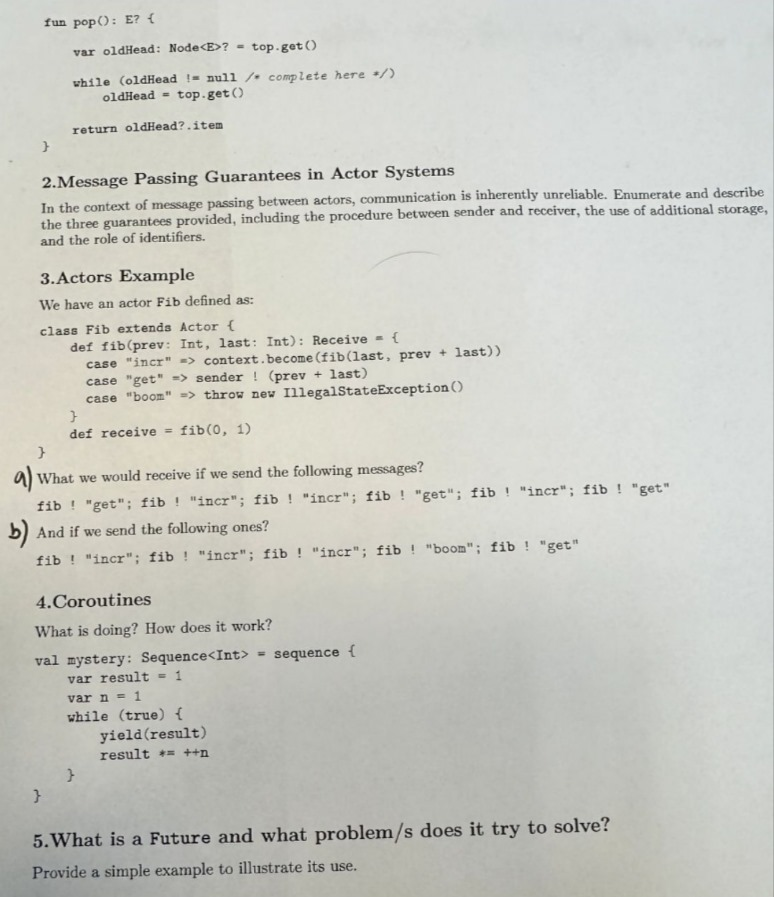 fun pop(): E? {
var oldHead: Node<E>? = top.get()
while (oldHead != null /* complete here */)
oldHead = top.get()
return oldHead?.item
}
2.Message Passing Guarantees in Actor Systems
In the context of message passing between actors, communication is inherently unreliable. Enumerate and describe
the three guarantees provided, including the procedure between sender and receiver, the use of additional storage,
and the role of identifiers.
3.Actors Example
We have an actor Fib defined as:
class Fib extends Actor {
def fib(prev: Int, last: Int): Receive = {
case "incr" => context.become(fib(last, prev + last))
case "get" => sender ! (prev + last)
case "boom" => throw new IllegalStateException()
}
def receive = fib(0, 1)
}
a) What we would receive if we send the following messages?
fib ! "get"; fib ! "incr"; fib ! "incr"; fib ! "get"; fib ! "incr"; fib ! "get"
b) And if we send the following ones?
fib ! "incr"; fib ! "incr"; fib ! "incr"; fib ! "boom"; fib ! "get"
4.Coroutines
What is doing? How does it work?
val mystery: Sequence<Int> = sequence {
var result = 1
var n = 1
while (true) {
yield(result)
result *= ++n
}
}
5.What is a Future and what problem/s does it try to solve?
Provide a simple example to illustrate its use.